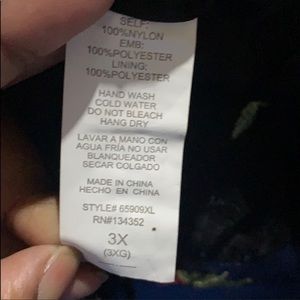 SELF:
100%NYLON
EMB:
100%POLYESTER
LINING:
100%POLYESTER
HAND WASH
COLD WATER
DO NOT BLEACH
HANG DRY
LAVAR A MANO CON
AGUA FRÍA NO USAR
BLANQUEADOR
SECAR COLGADO
MADE IN CHINA
HECHO EN CHINA
STYLE# 65909XL
RN#134352
3X
(3XG)